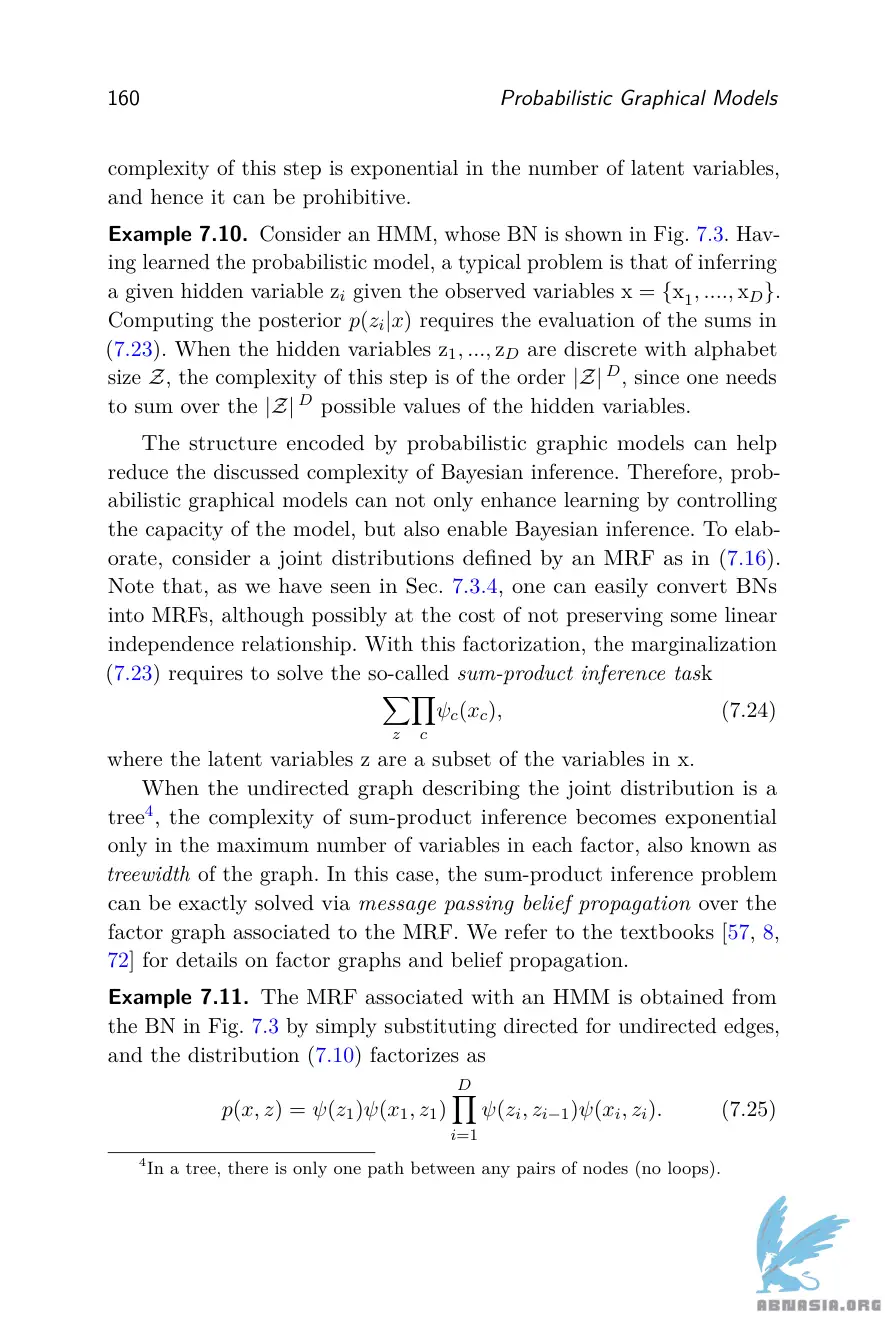 160 Probabilistic Graphical Models
complexity of this step is exponential in the number of latent variables,
and hence it can be prohibitive.
Example 7.10. Consider an HMM, whose BN is shown in Fig. 7.3. Hav-
ing learned the probabilistic model, a typical problem is that of inferring
a given hidden variable z_i given the observed variables x = {x_1, ...., x_D}.
Computing the posterior p(z_i|x) requires the evaluation of the sums in
(7.23). When the hidden variables z_1, ..., z_D are discrete with alphabet
size 𝒵, the complexity of this step is of the order |𝒵|^D, since one needs
to sum over the |𝒵|^D possible values of the hidden variables.
The structure encoded by probabilistic graphic models can help
reduce the discussed complexity of Bayesian inference. Therefore, prob-
abilistic graphical models can not only enhance learning by controlling
the capacity of the model, but also enable Bayesian inference. To elab-
orate, consider a joint distributions defined by an MRF as in (7.16).
Note that, as we have seen in Sec. 7.3.4, one can easily convert BNs
into MRFs, although possibly at the cost of not preserving some linear
independence relationship. With this factorization, the marginalization
(7.23) requires to solve the so-called sum-product inference task
∑_z ∏_c ψ_c(x_c), (7.24)
where the latent variables z are a subset of the variables in x.
When the undirected graph describing the joint distribution is a
tree^4, the complexity of sum-product inference becomes exponential
only in the maximum number of variables in each factor, also known as
treewidth of the graph. In this case, the sum-product inference problem
can be exactly solved via message passing belief propagation over the
factor graph associated to the MRF. We refer to the textbooks [57, 8,
72] for details on factor graphs and belief propagation.
Example 7.11. The MRF associated with an HMM is obtained from
the BN in Fig. 7.3 by simply substituting directed for undirected edges,
and the distribution (7.10) factorizes as
p(x, z) = ψ(z_1)ψ(x_1, z_1) ∏_{i=1}^D ψ(z_i, z_{i−1})ψ(x_i, z_i). (7.25)
^4In a tree, there is only one path between any pairs of nodes (no loops).
ABNASIA.ORG